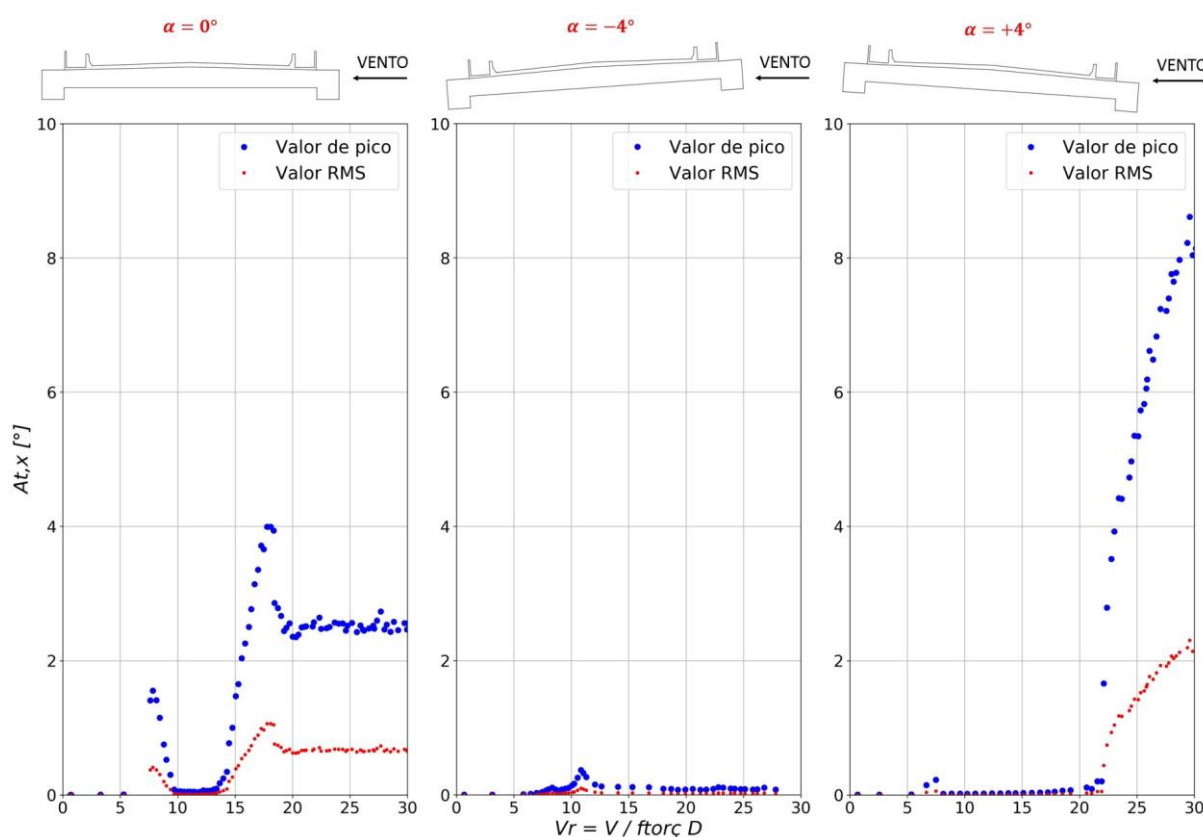 α = 0°
α = −4°
α = +4°
VENTO
VENTO
VENTO
At,x [°]
10
8
6
4
2
0
Valor de pico
Valor RMS
0 5 10 15 20 25 30
10
8
6
4
2
0
Valor de pico
Valor RMS
0 5 10 15 20 25 30
10
8
6
4
2
0
Valor de pico
Valor RMS
0 5 10 15 20 25 30
Vr = V / ftorç D